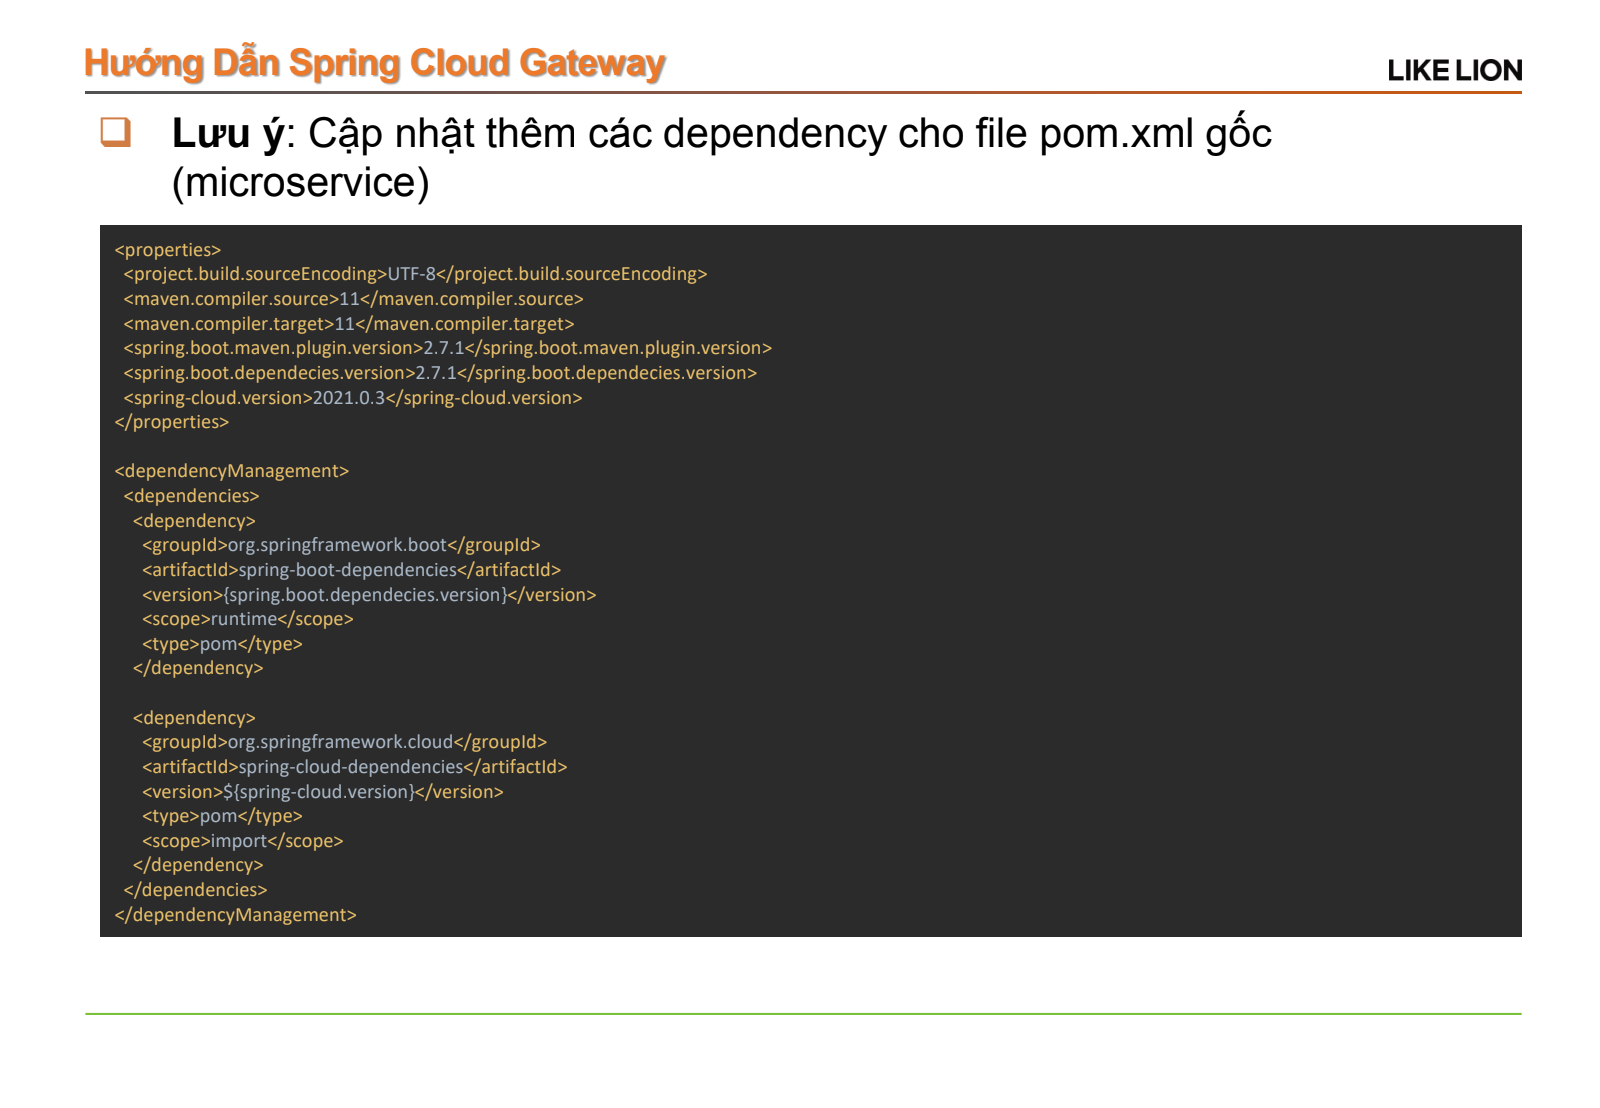 Hướng Dẫn Spring Cloud Gateway
LIKE LION
Lưu ý: Cập nhật thêm các dependency cho file pom.xml gốc
(microservice)
<properties>
<project.build.sourceEncoding>UTF-8</project.build.sourceEncoding>
<maven.compiler.source>11</maven.compiler.source>
<maven.compiler.target>11</maven.compiler.target>
<spring.boot.maven.plugin.version>2.7.1</spring.boot.maven.plugin.version>
<spring.boot.dependecies.version>2.7.1</spring.boot.dependecies.version>
<spring-cloud.version>2021.0.3</spring-cloud.version>
</properties>
<dependencyManagement>
<dependencies>
<dependency>
<groupId>org.springframework.boot</groupId>
<artifactId>spring-boot-dependencies</artifactId>
<version>{spring.boot.dependecies.version}</version>
<scope>runtime</scope>
<type>pom</type>
</dependency>
<dependency>
<groupId>org.springframework.cloud</groupId>
<artifactId>spring-cloud-dependencies</artifactId>
<version>${spring-cloud.version}</version>
<type>pom</type>
<scope>import</scope>
</dependency>
</dependencies>
</dependencyManagement>